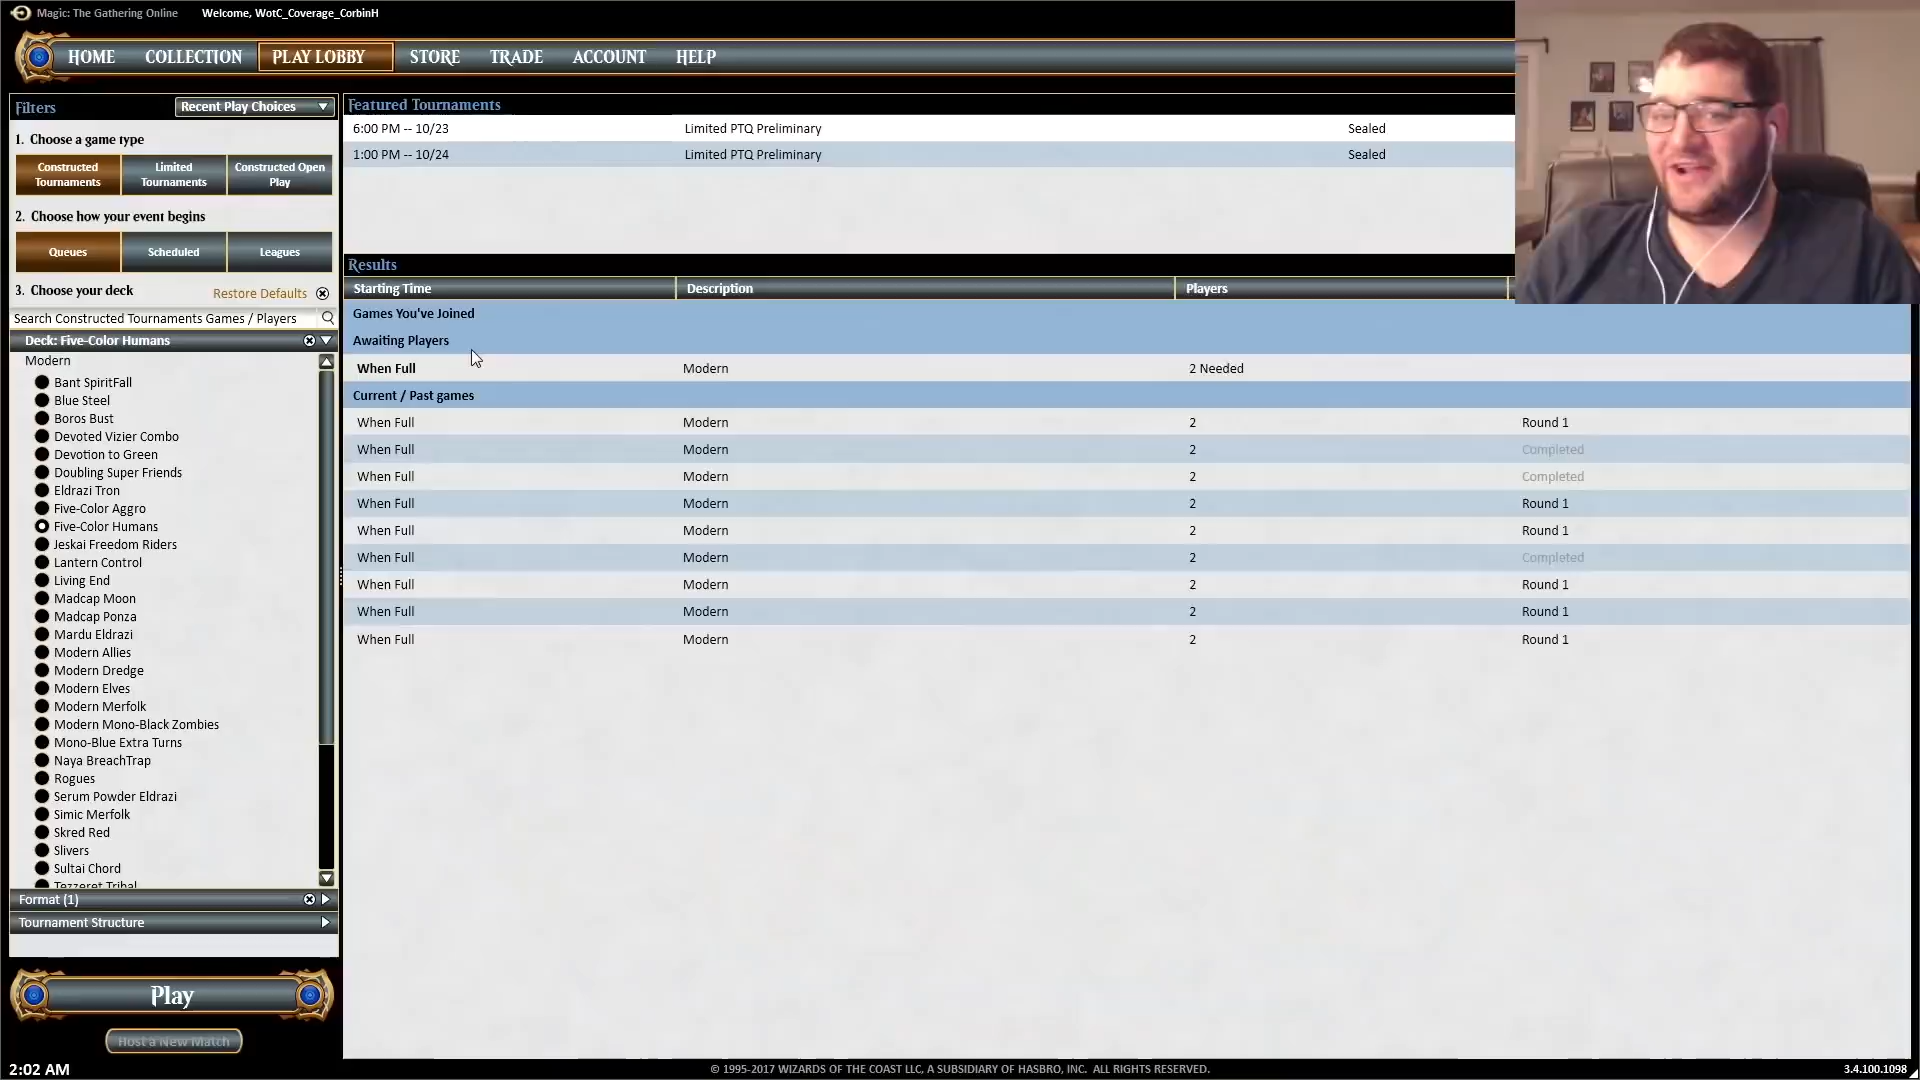 Magic: The Gathering Online Welcome, WotC_Coverage_CorbinH
HOME COLLECTION PLAY LOBBY STORE TRADE ACCOUNT HELP
Filters Recent Play Choices
1. Choose a game type
Constructed Tournaments Limited Tournaments Constructed Open Play
2. Choose how your event begins
Queues Scheduled Leagues
3. Choose your deck Restore Defaults
Search Constructed Tournaments Games / Players
Deck: Five-Color Humans
Modern
Bant SpiritFall
Blue Steel
Boros Bust
Devoted Vizier Combo
Devotion to Green
Doubling Super Friends
Eldrazi Tron
Five-Color Aggro
Five-Color Humans
Jeskai Freedom Riders
Lantern Control
Living End
Madcap Moon
Madcap Ponza
Mardu Eldrazi
Modern Allies
Modern Dredge
Modern Elves
Modern Merfolk
Modern Mono-Black Zombies
Mono-Blue Extra Turns
Naya BreachTrap
Rogues
Serum Powder Eldrazi
Simic Merfolk
Skred Red
Slivers
Sultai Chord
Tezzeret Tribal
Format (1)
Tournament Structure
Play
Host a New Match
2:02 AM
Featured Tournaments
6:00 PM -- 10/23 Limited PTQ Preliminary Sealed
1:00 PM -- 10/24 Limited PTQ Preliminary Sealed
Results
Starting Time Description Players
Games You've Joined
Awaiting Players
When Full Modern 2 Needed
Current / Past games
When Full Modern 2 Round 1
When Full Modern 2 Completed
When Full Modern 2 Completed
When Full Modern 2 Round 1
When Full Modern 2 Round 1
When Full Modern 2 Completed
When Full Modern 2 Round 1
When Full Modern 2 Round 1
When Full Modern 2 Round 1
© 1995-2017 WIZARDS OF THE COAST LLC, A SUBSIDIARY OF HASBRO, INC. ALL RIGHTS RESERVED.
3.4.100.1098